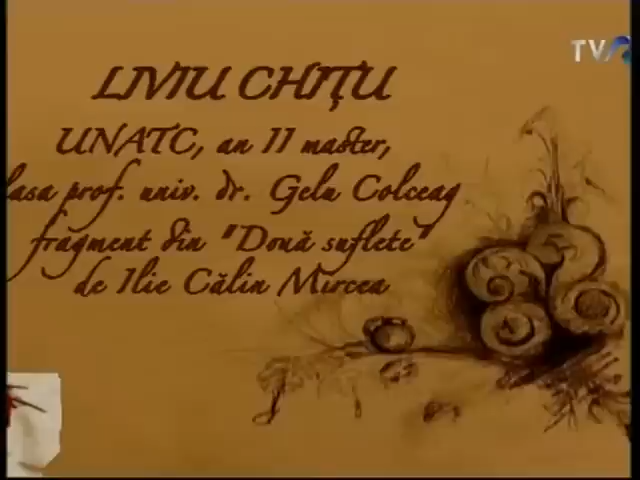 TVR
LIVIU CHIȚU
UNATC, an II master,
lasa prof. univ. dr. Gelu Colceag
fragment din "Două suflete"
de Ilie Călin Mircea